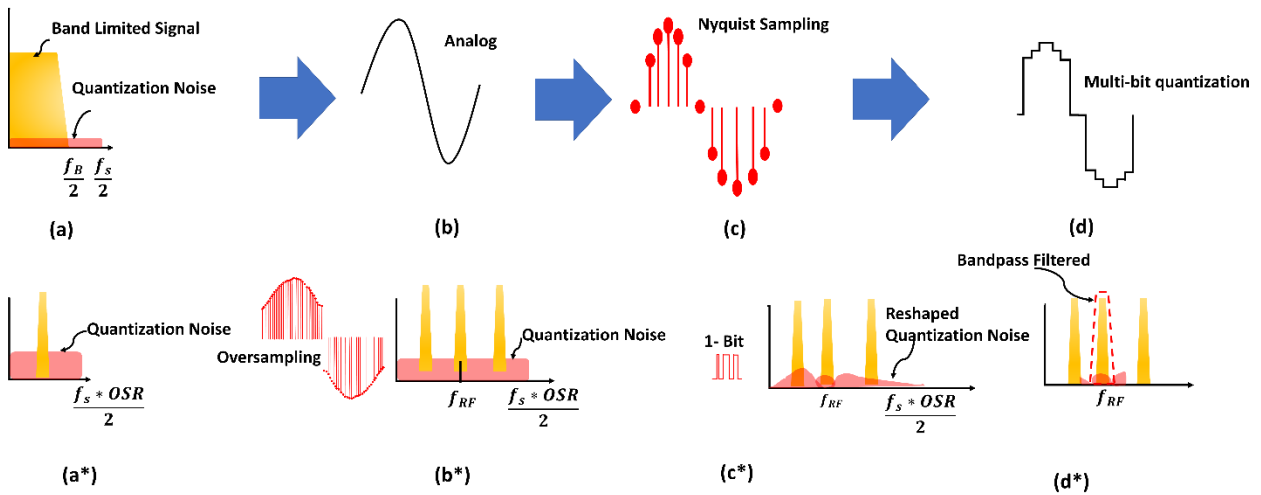 Band Limited Signal
Quantization Noise
f_B/2 f_s/2
(a)
Analog
(b)
Nyquist Sampling
(c)
Multi-bit quantization
(d)
Quantization Noise
f_s * OSR/2
(a*)
Oversampling
Quantization Noise
f_RF f_s * OSR/2
(b*)
1- Bit
Reshaped
Quantization Noise
f_RF f_s * OSR/2
(c*)
Bandpass Filtered
f_RF
(d*)